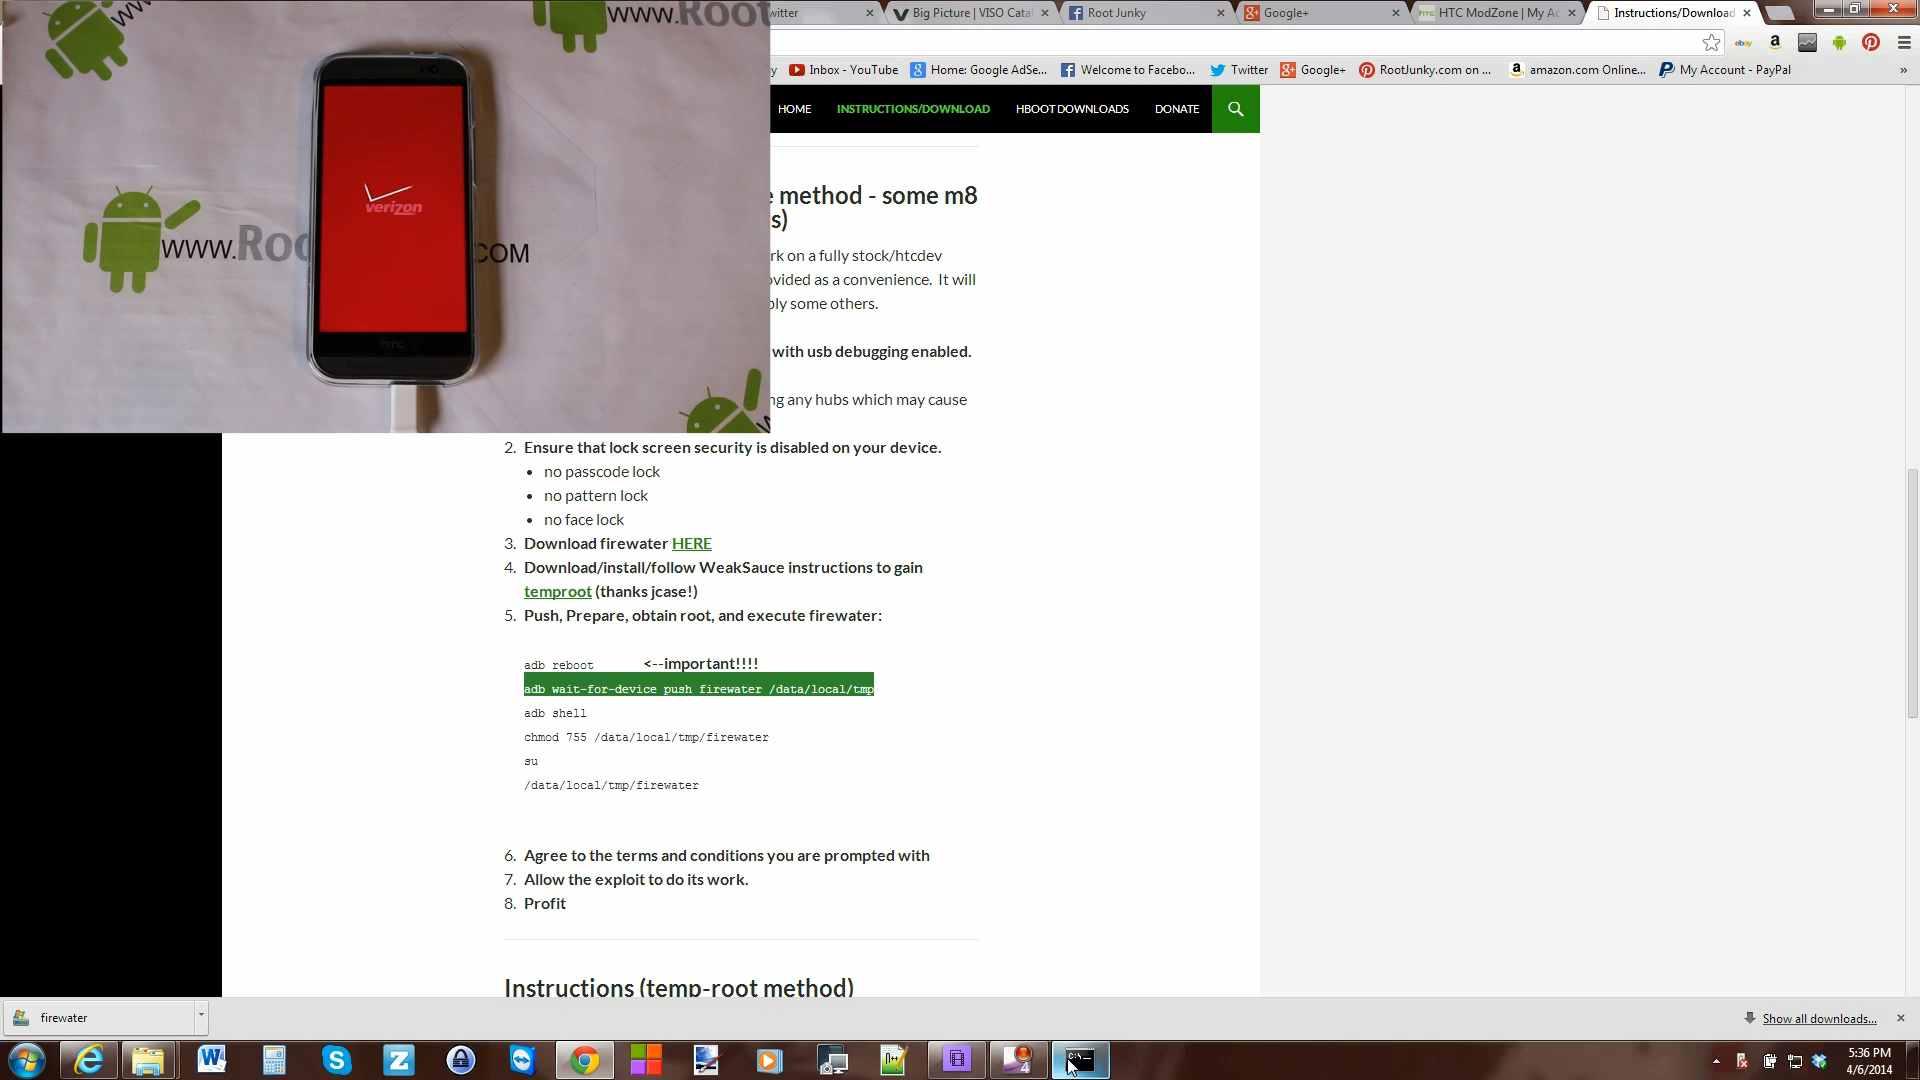 www.Root
verizon
hTC
www.Roo
COM
witter
Big Picture | VISO Catal
Root Junky
Google+
HTC ModZone | My Ac
Instructions/Download
Inbox - YouTube
Home: Google AdSe...
Welcome to Facebo...
Twitter
Google+
RootJunky.com on ...
amazon.com Online...
My Account - PayPal
»
HOME
INSTRUCTIONS/DOWNLOAD
HBOOT DOWNLOADS
DONATE
method - some m8
s)
rk on a fully stock/htcdev
ovided as a convenience. It will
bly some others.
with usb debugging enabled.
ng any hubs which may cause
2. Ensure that lock screen security is disabled on your device.
• no passcode lock
• no pattern lock
• no face lock
3. Download firewater HERE
4. Download/install/follow WeakSauce instructions to gain
temproot (thanks jcase!)
5. Push, Prepare, obtain root, and execute firewater:
adb reboot <--important!!!!
adb wait-for-device push firewater /data/local/tmp
adb shell
chmod 755 /data/local/tmp/firewater
su
/data/local/tmp/firewater
6. Agree to the terms and conditions you are prompted with
7. Allow the exploit to do its work.
8. Profit
Instructions (temp-root method)
firewater
Show all downloads...
5:36 PM
4/6/2014